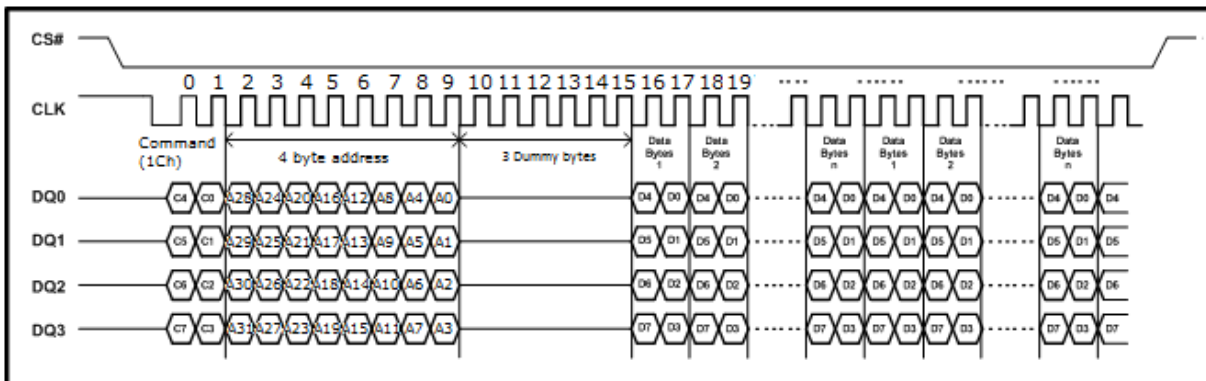 CS#
0 1 2 3 4 5 6 7 8 9 10 11 12 13 14 15 16 17 18 19
CLK
Command
(1Ch)
4 byte address
3 Dummy bytes
Data Bytes 1
Data Bytes 2
Data Bytes n
Data Bytes 1
Data Bytes 2
Data Bytes n
DQ0 C4 C0 A28 A24 A20 A16 A12 A8 A4 A0 D4 D0 D4 D0 D4 D0 D4 D0 D4 D0 D4 D0 D4
DQ1 C5 C1 A29 A25 A21 A17 A13 A9 A5 A1 D5 D1 D5 D1 D5 D1 D5 D1 D5 D1 D5 D1 D5
DQ2 C6 C2 A30 A26 A22 A18 A14 A10 A6 A2 D6 D2 D6 D2 D6 D2 D6 D2 D6 D2 D6 D2 D6
DQ3 C7 C3 A31 A27 A23 A19 A15 A11 A7 A3 D7 D3 D7 D3 D7 D3 D7 D3 D7 D3 D7 D3 D7